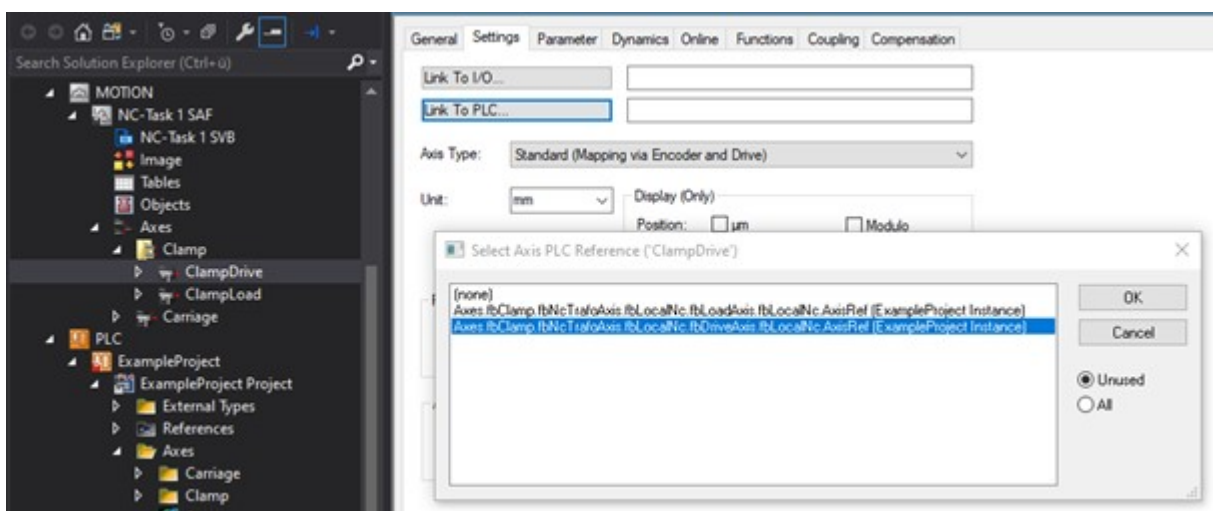 Search Solution Explorer (Ctrl+ü)
MOTION
NC-Task 1 SAF
NC-Task 1 SVB
Image
Tables
Objects
Axes
Clamp
ClampDrive
ClampLoad
Carriage
PLC
ExampleProject
ExampleProject Project
External Types
References
Axes
Carriage
Clamp
General Settings Parameter Dynamics Online Functions Coupling Compensation
Link To I/O...
Link To PLC...
Axis Type: Standard (Mapping via Encoder and Drive)
Unit: mm Display (Only)
Position: µm Modulo
Select Axis PLC Reference ('ClampDrive')
(none)
Axes.fbClamp.fbNcTrafoAxis.fbLocalNc.fbLoadAxis.fbLocalNc.AxisRef (ExampleProject Instance)
Axes.fbClamp.fbNcTrafoAxis.fbLocalNc.fbDriveAxis.fbLocalNc.AxisRef (ExampleProject Instance)
OK
Cancel
Unused
All